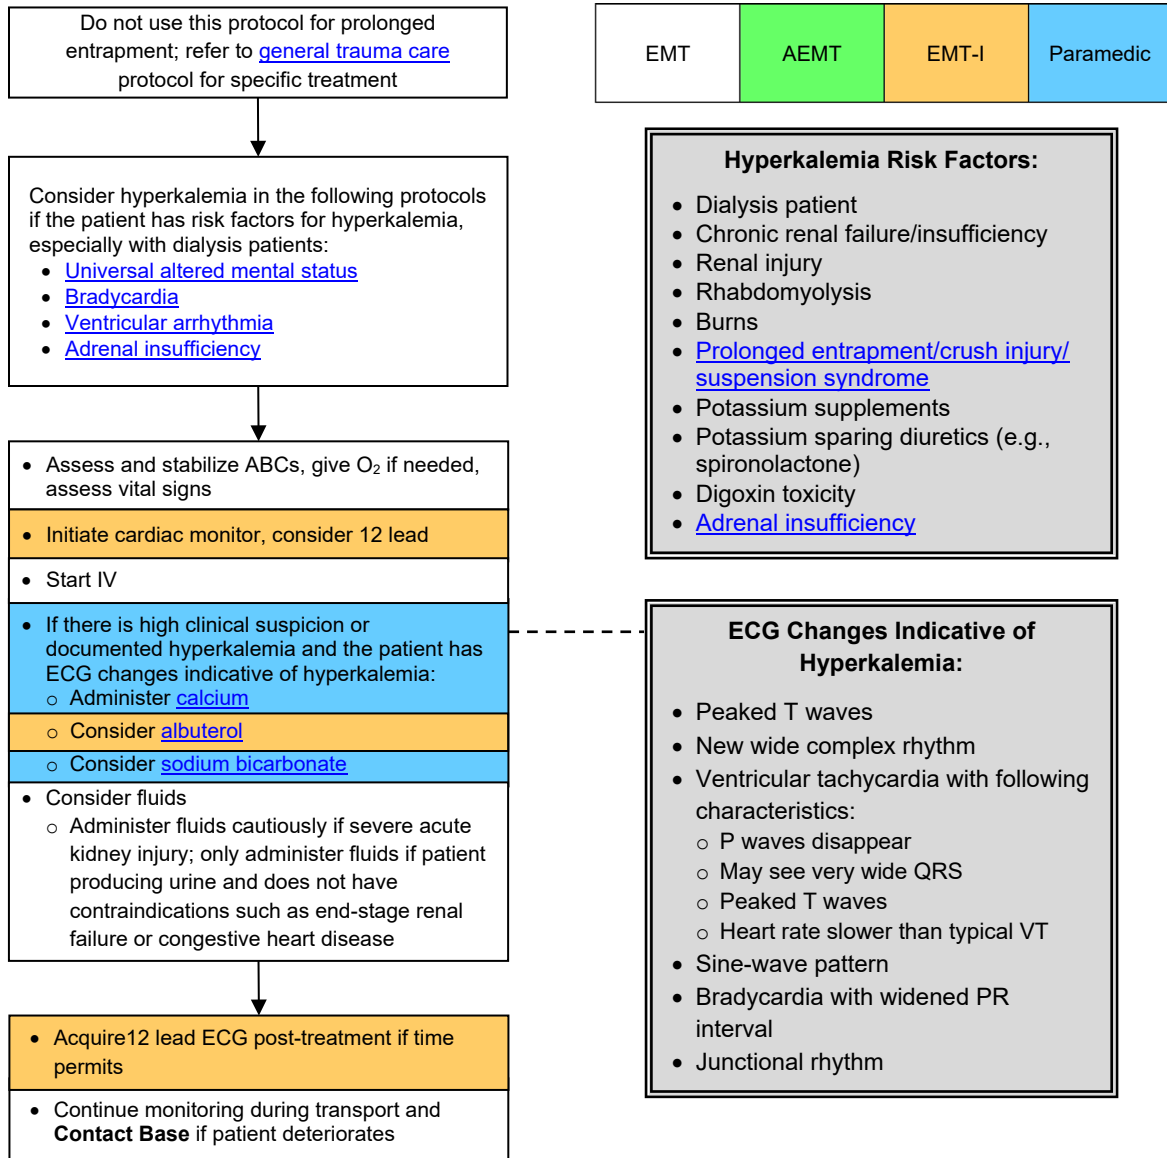 Do not use this protocol for prolonged
entrapment; refer to general trauma care
protocol for specific treatment
EMT
AEMT
EMT-I
Paramedic
Consider hyperkalemia in the following protocols
if the patient has risk factors for hyperkalemia,
especially with dialysis patients:
• Universal altered mental status
• Bradycardia
• Ventricular arrhythmia
• Adrenal insufficiency
• Assess and stabilize ABCs, give O₂ if needed,
assess vital signs
• Initiate cardiac monitor, consider 12 lead
• Start IV
• If there is high clinical suspicion or
documented hyperkalemia and the patient has
ECG changes indicative of hyperkalemia:
o Administer calcium
o Consider albuterol
o Consider sodium bicarbonate
• Consider fluids
o Administer fluids cautiously if severe acute
kidney injury; only administer fluids if patient
producing urine and does not have
contraindications such as end-stage renal
failure or congestive heart disease
• Acquire12 lead ECG post-treatment if time
permits
• Continue monitoring during transport and
Contact Base if patient deteriorates
Hyperkalemia Risk Factors:
• Dialysis patient
• Chronic renal failure/insufficiency
• Renal injury
• Rhabdomyolysis
• Burns
• Prolonged entrapment/crush injury/
suspension syndrome
• Potassium supplements
• Potassium sparing diuretics (e.g.,
spironolactone)
• Digoxin toxicity
• Adrenal insufficiency
ECG Changes Indicative of
Hyperkalemia:
• Peaked T waves
• New wide complex rhythm
• Ventricular tachycardia with following
characteristics:
o P waves disappear
o May see very wide QRS
o Peaked T waves
o Heart rate slower than typical VT
• Sine-wave pattern
• Bradycardia with widened PR
interval
• Junctional rhythm